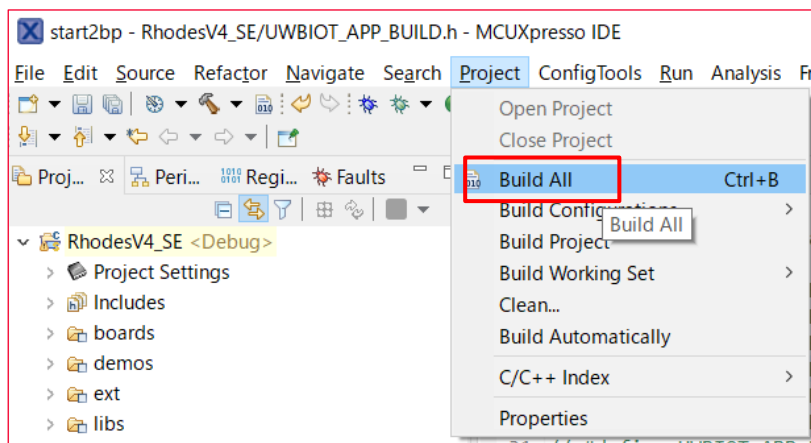 start2bp - RhodesV4_SE/UWBIOT_APP_BUILD.h - MCUXpresso IDE
File Edit Source Refactor Navigate Search Project ConfigTools Run Analysis
Open Project
Close Project
Proj... Peri... Regi... Faults
Build All Ctrl+B
Build Configurations
Build All
Build Project
RhodesV4_SE <Debug>
Project Settings
Build Working Set
Includes
Clean...
boards
Build Automatically
demos
ext
C/C++ Index
libs
Properties